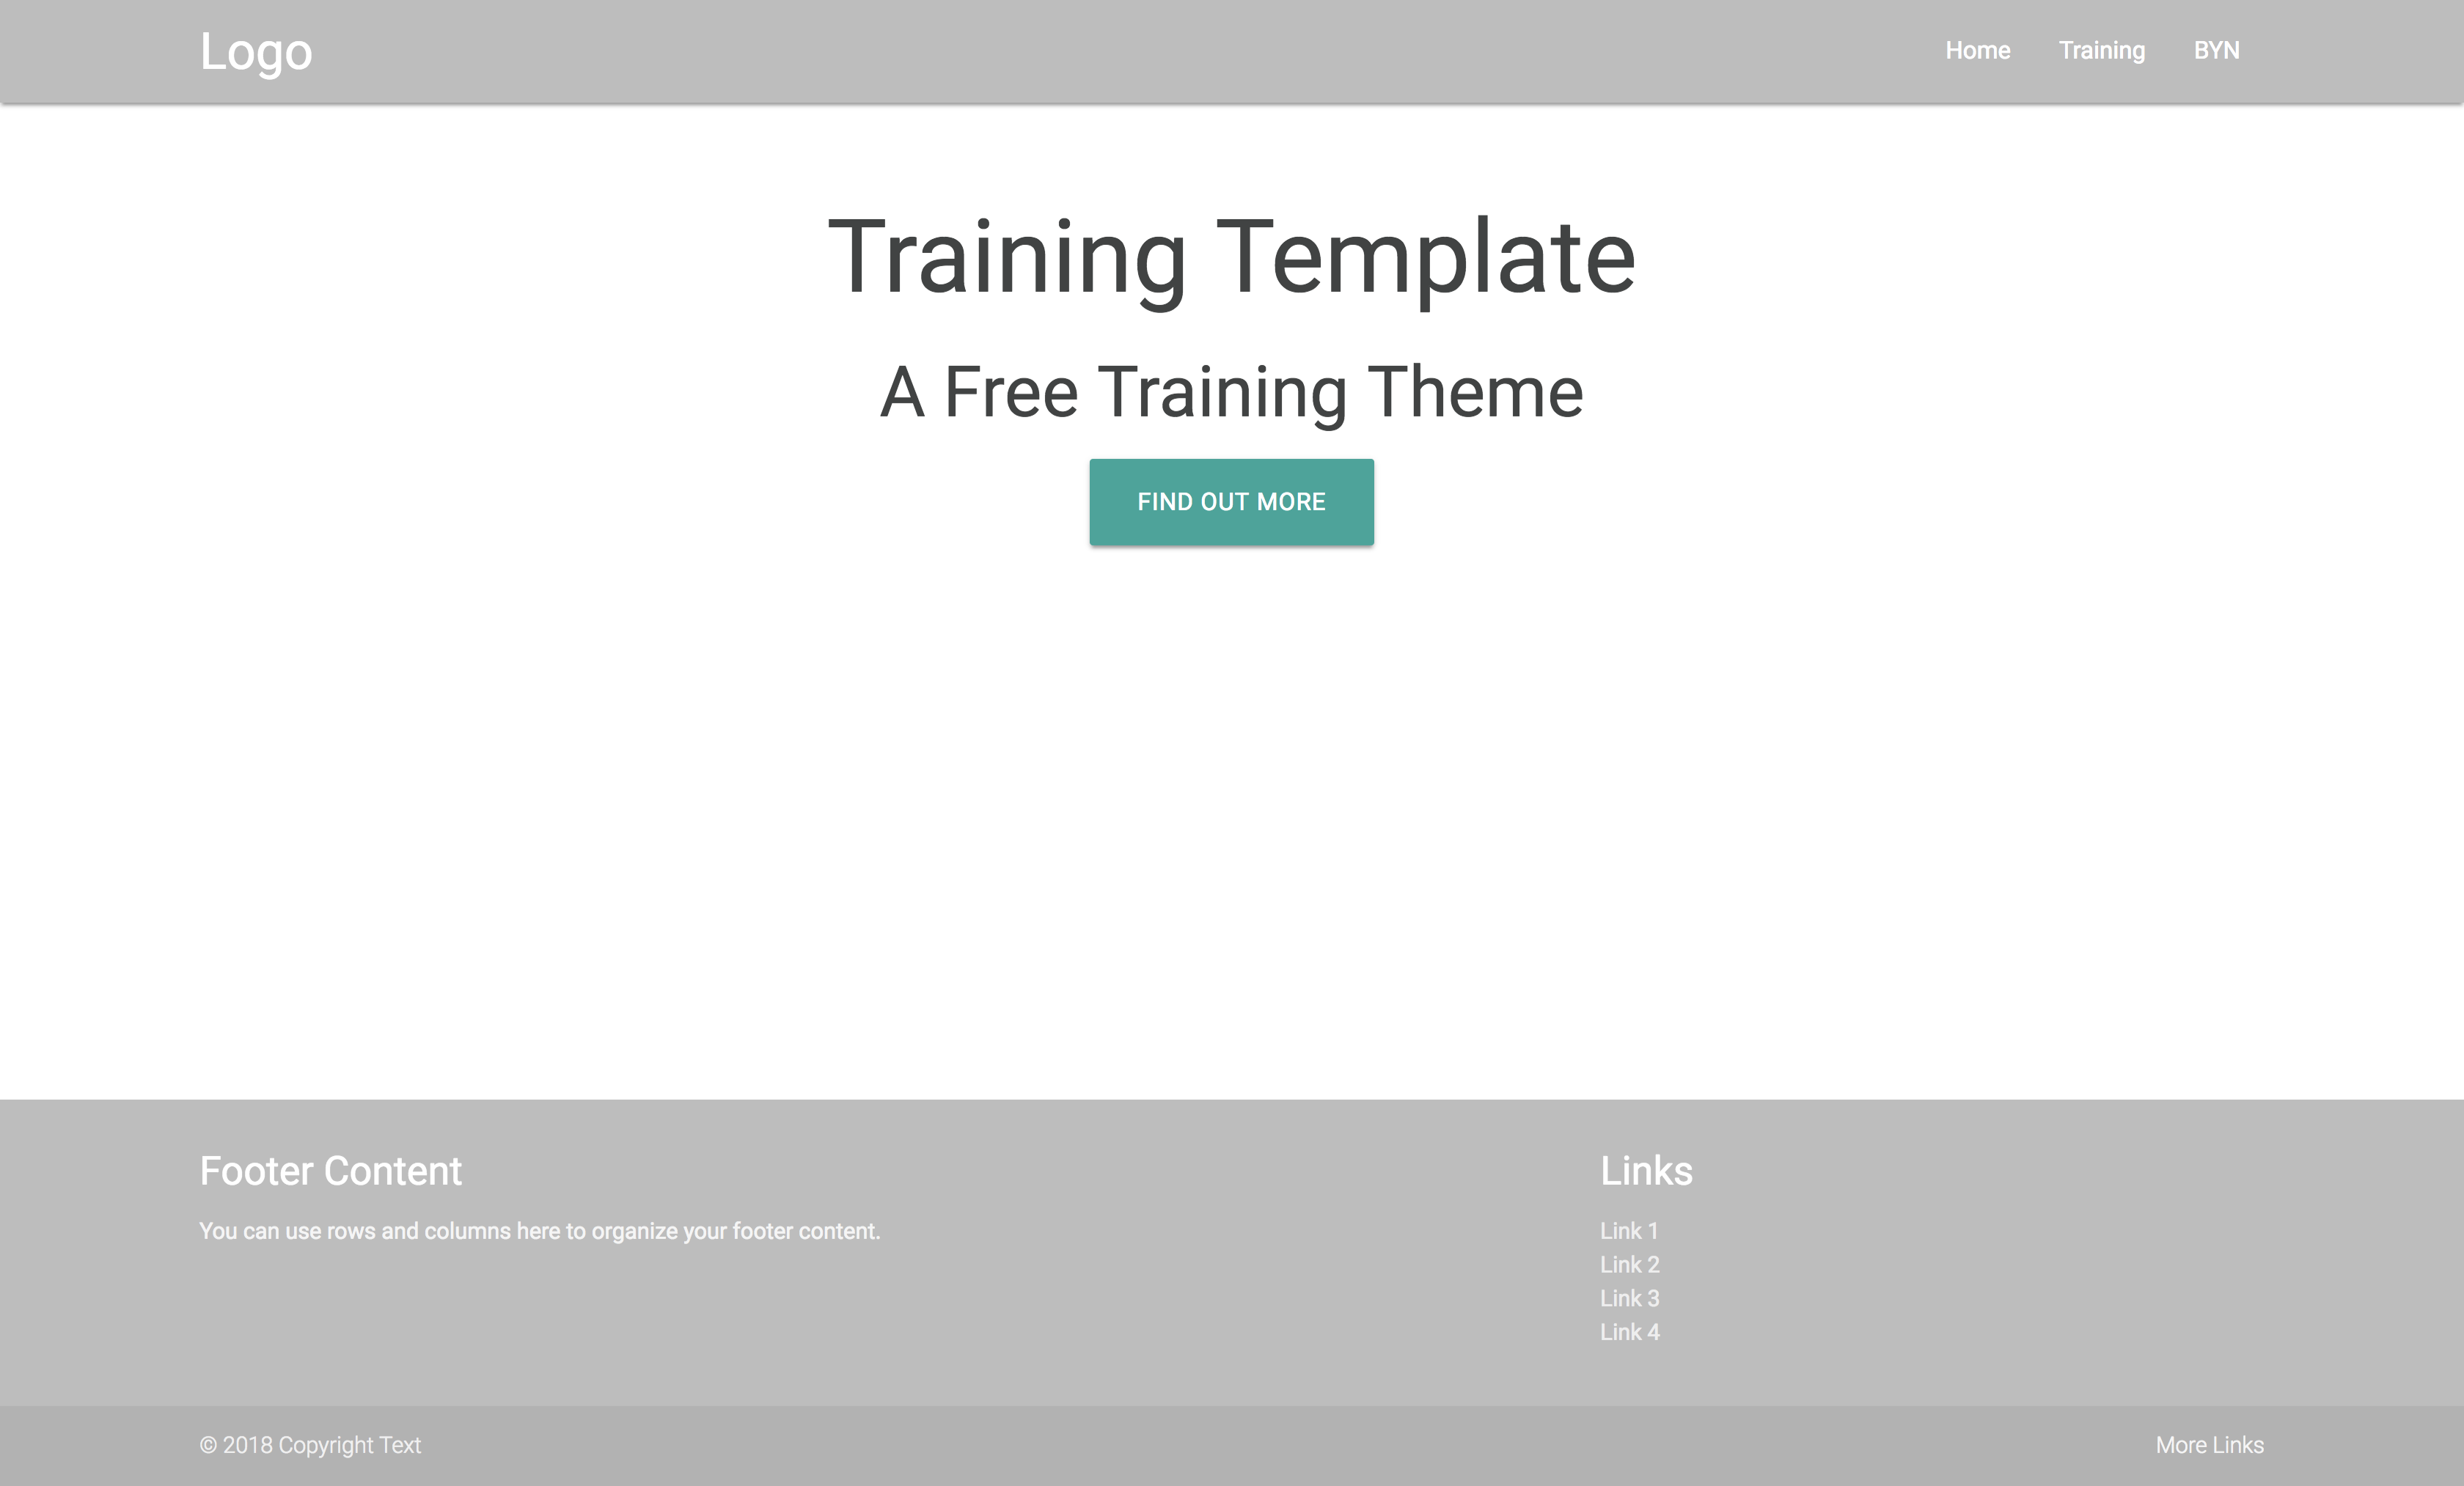 Logo
Home Training BYN
Training Template
A Free Training Theme
FIND OUT MORE
Footer Content
You can use rows and columns here to organize your footer content.
Links
Link 1
Link 2
Link 3
Link 4
© 2018 Copyright Text
More Links